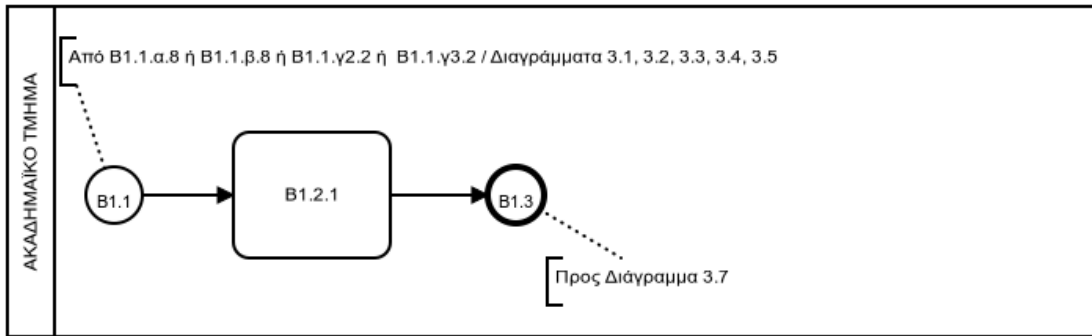 ΑΚΑΔΗΜΑΪΚΟ ΤΜΗΜΑ
Από Β1.1.α.8 ή Β1.1.β.8 ή Β1.1.γ2.2 ή Β1.1.γ3.2 / Διαγράμματα 3.1, 3.2, 3.3, 3.4, 3.5
Β1.1
Β1.2.1
Β1.3
Προς Διάγραμμα 3.7